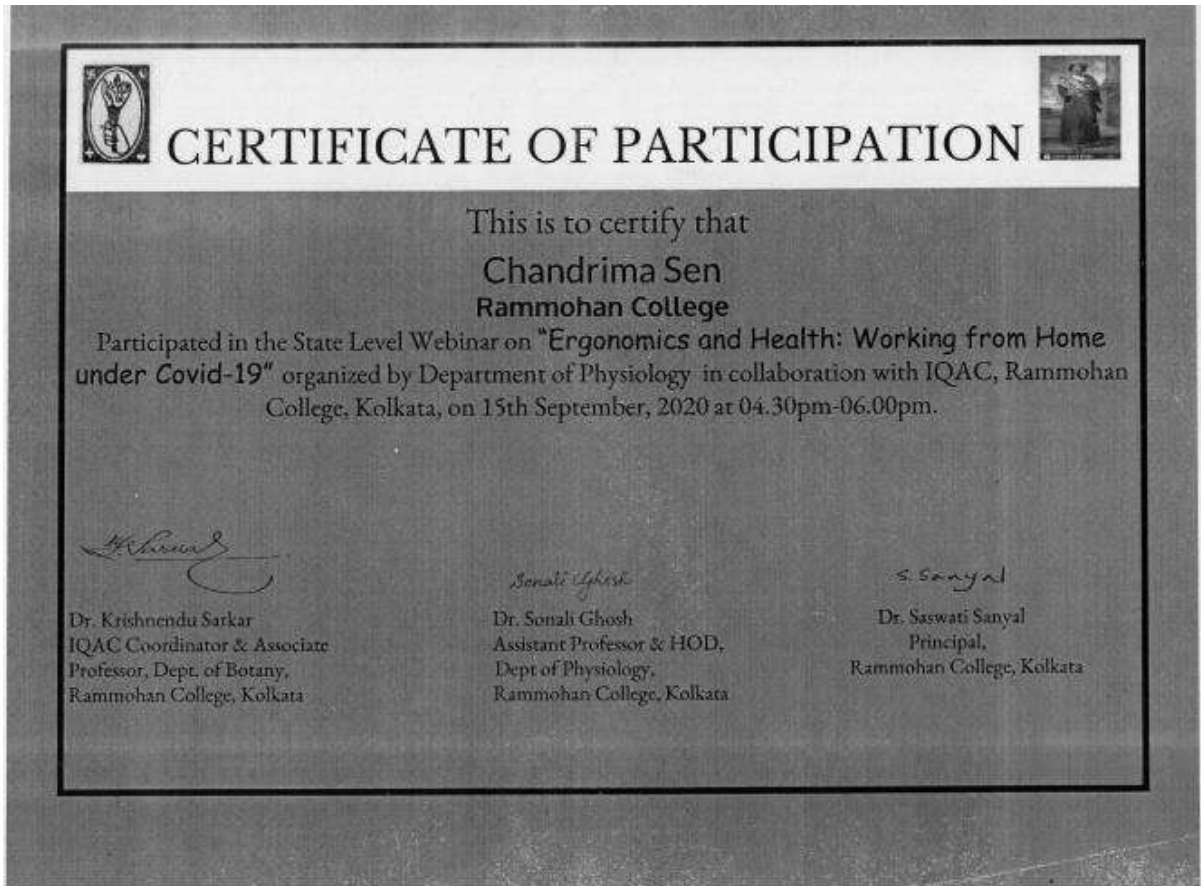 CERTIFICATE OF PARTICIPATION
This is to certify that
Chandrima Sen
Rammohan College
Participated in the State Level Webinar on "Ergonomics and Health: Working from Home
under Covid-19" organized by Department of Physiology in collaboration with IQAC, Rammohan
College, Kolkata, on 15th September, 2020 at 04.30pm-06.00pm.
Sonali Ghosh
S. Sanyal
Dr. Krishnendu Sarkar
IQAC Coordinator & Associate
Professor, Dept. of Botany,
Rammohan College, Kolkata
Dr. Sonali Ghosh
Assistant Professor & HOD,
Dept of Physiology,
Rammohan College, Kolkata
Dr. Saswati Sanyal
Principal,
Rammohan College, Kolkata